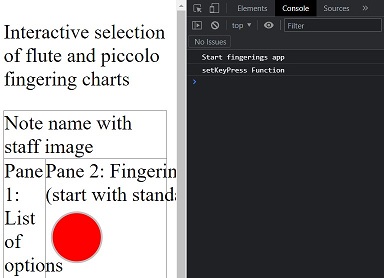 Interactive selection
of flute and piccolo
fingering charts
Note name with
staff image
Pane
1:
List
of
options
Pane 2: Fingerin
(start with stand
Elements
Console
Sources
»
top ▾
Filter
No Issues
Start fingerings app
setKeyPress Function
›